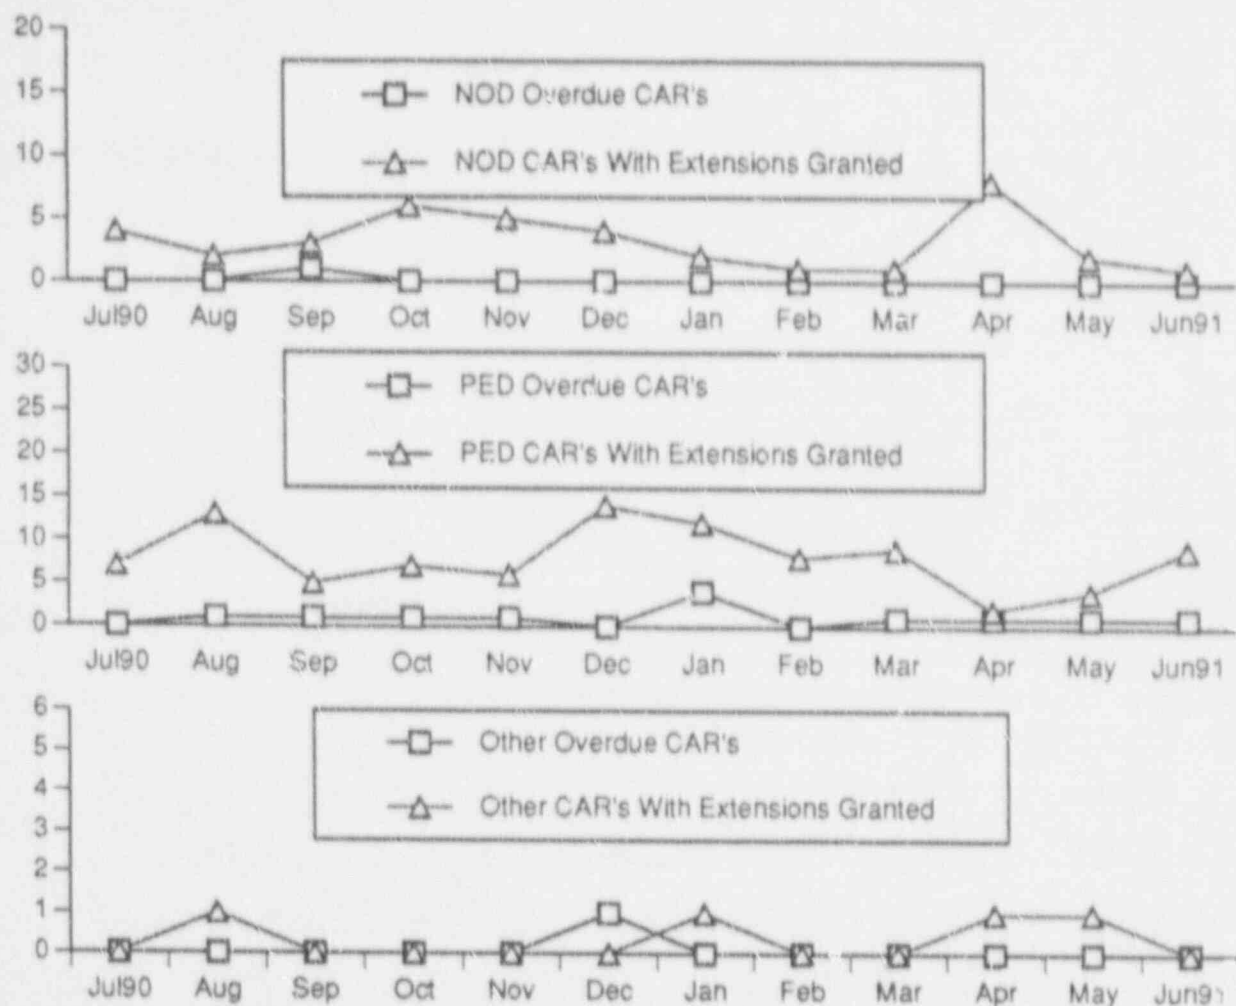 20
15
10
5
0
NOD Overdue CAR's
NOD CAR's With Extensions Granted
Jul90 Aug Sep Oct Nov Dec Jan Feb Mar Apr May Jun91
30
25
20
15
10
5
0
PED Overdue CAR's
PED CAR's With Extensions Granted
Jul90 Aug Sep Oct Nov Dec Jan Feb Mar Apr May Jun91
6
5
4
3
2
1
0
Other Overdue CAR's
Other CAR's With Extensions Granted
Jul90 Aug Sep Oct Nov Dec Jan Feb Mar Apr May Jun91